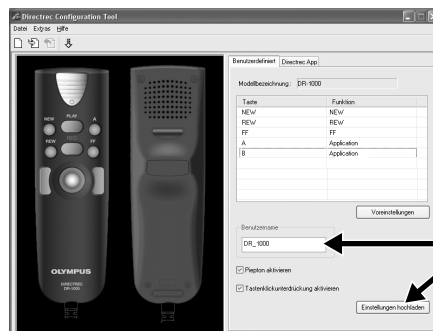 Directrec Configuration Tool
Datei Extras Hilfe
Benutzerdefiniert Directrec App
Modellbezeichnung: DR-1000
Taste Funktion
NEW NEW
REW REW
FF FF
A Application
B Application
Voreinstellungen
Benutzername
DR_1000
Piepton aktivieren
Tastenklickunterdrückung aktivieren
Einstellungen hochladen
NEW PLAY A
REW FF
OLYMPUS
DIRECTREC
DR-1000